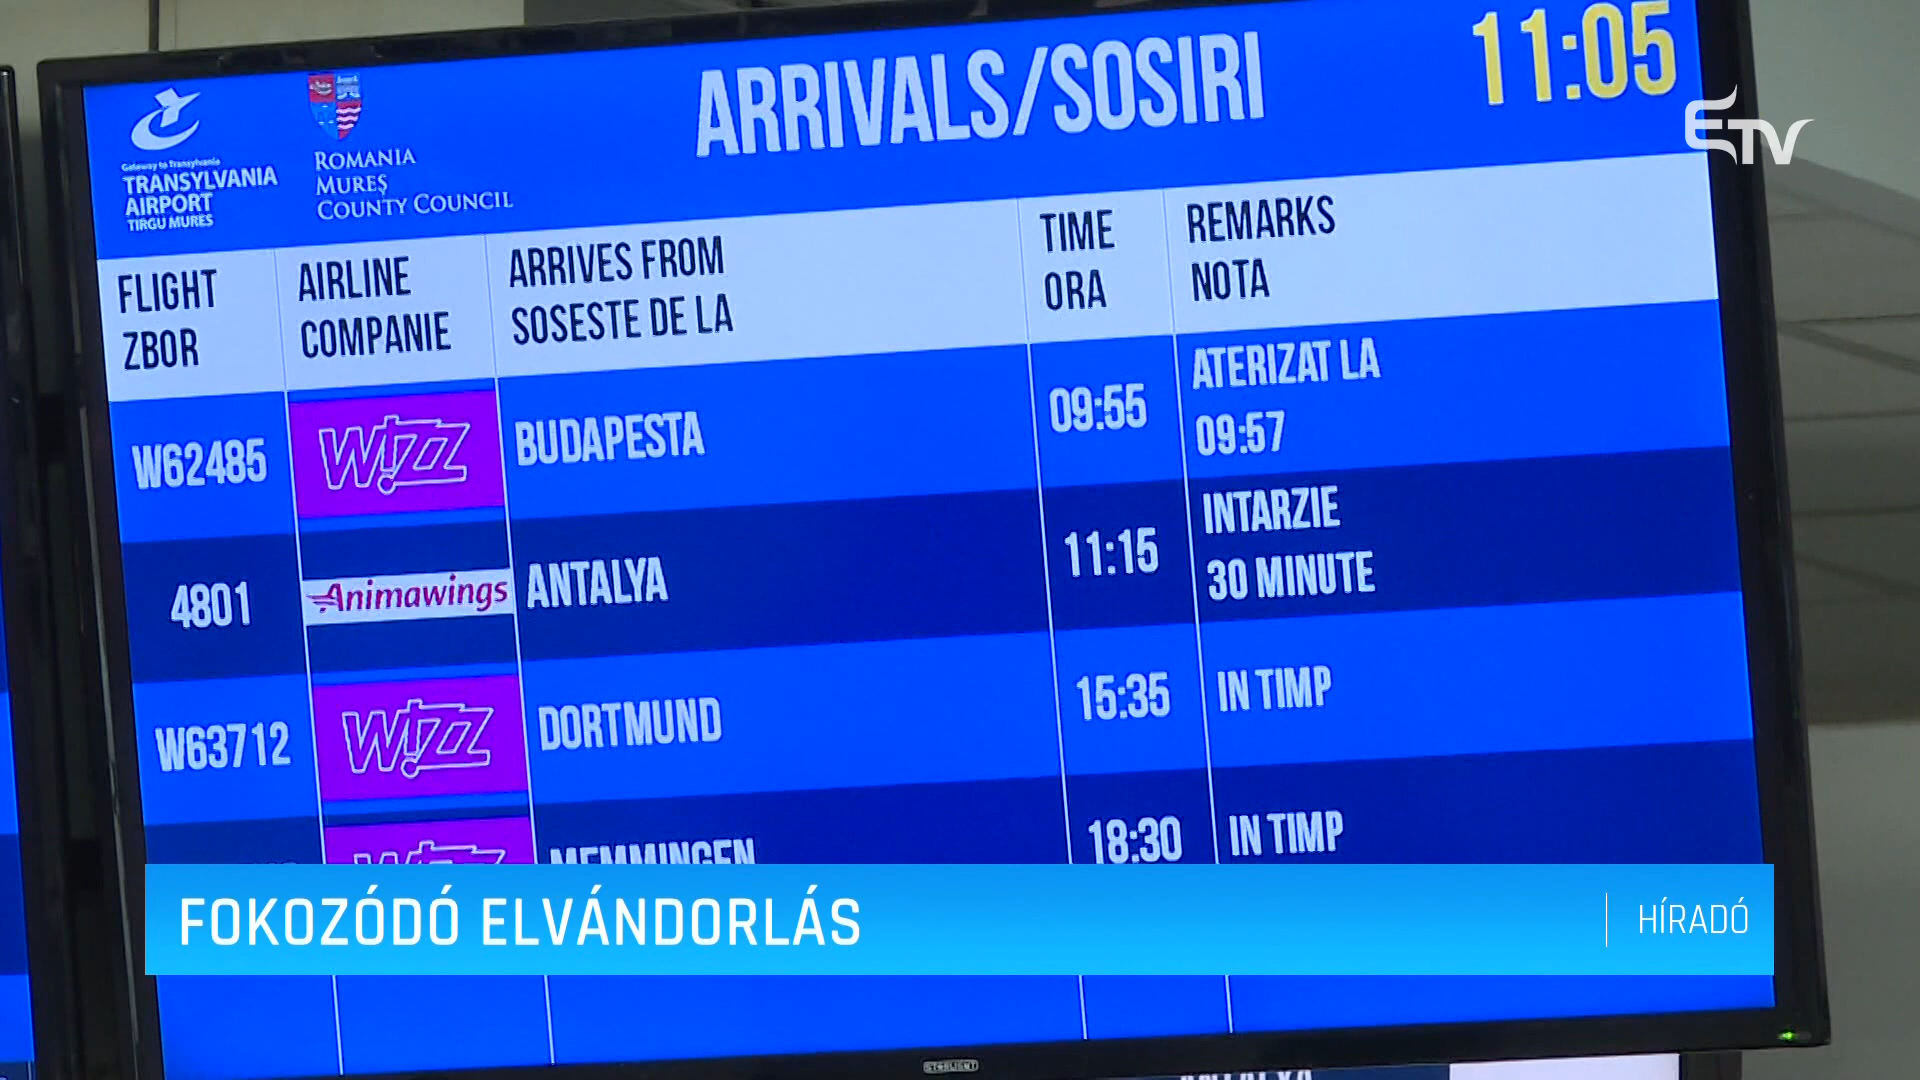 11:05
ARRIVALS/SOSIRI
ETV
Gateway to Transylvania
TRANSYLVANIA
AIRPORT
TIRGU MURES
ROMANIA
MUREȘ
COUNTY COUNCIL
FLIGHT
ZBOR
AIRLINE
COMPANIE
ARRIVES FROM
SOSESTE DE LA
TIME
ORA
REMARKS
NOTA
W62485
WIZZ
BUDAPESTA
09:55
ATERIZAT LA
09:57
4801
Animawings
ANTALYA
11:15
INTARZIE
30 MINUTE
W63712
WIZZ
DORTMUND
15:35
IN TIMP
WIZZ
MEMMINGEN
18:30
IN TIMP
FOKOZÓDÓ ELVÁNDORLÁS
HÍRADÓ
STARLIGHT
ANTALYA